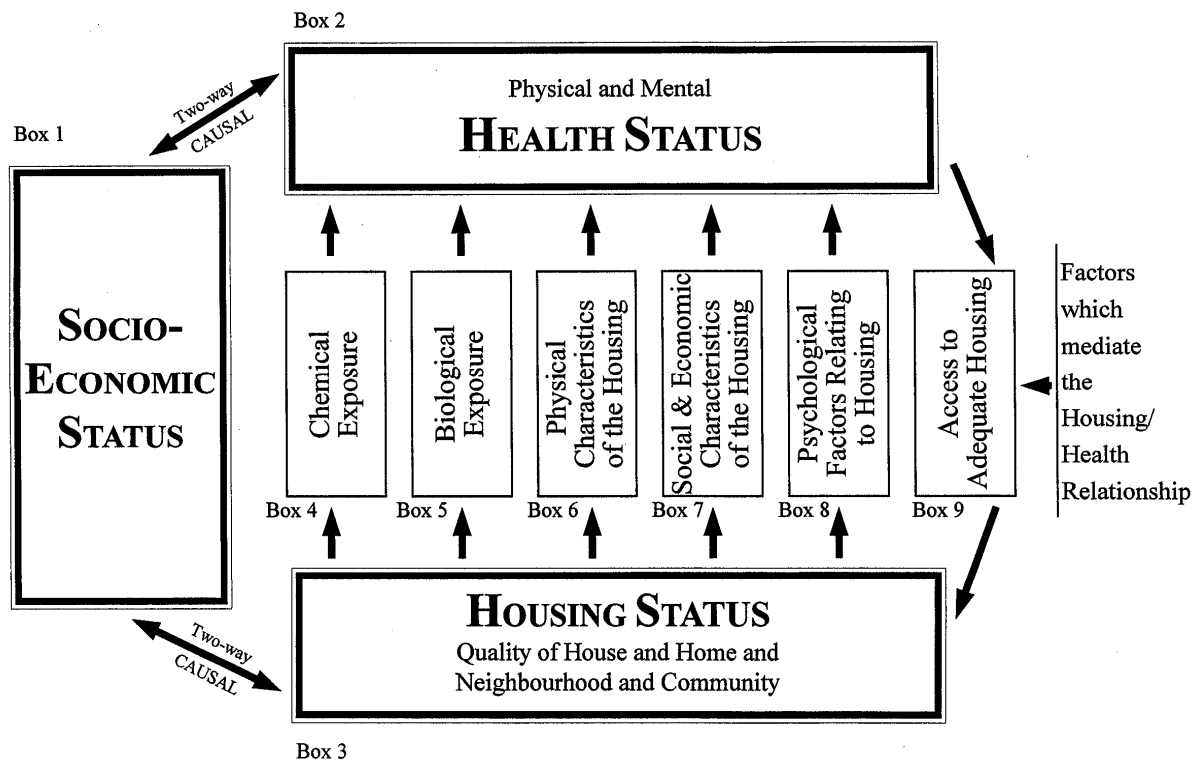 Box 2
Physical and Mental
HEALTH STATUS
Two-way
CAUSAL
Box 1
SOCIO-
ECONOMIC
STATUS
Chemical
Exposure
Box 4
Biological
Exposure
Box 5
Physical
Characteristics
of the Housing
Box 6
Social & Economic
Characteristics
of the Housing
Box 7
Psychological
Factors Relating
to Housing
Box 8
Access to
Adequate Housing
Box 9
Factors
which
mediate
the
Housing/
Health
Relationship
Two-way
CAUSAL
HOUSING STATUS
Quality of House and Home and
Neighbourhood and Community
Box 3